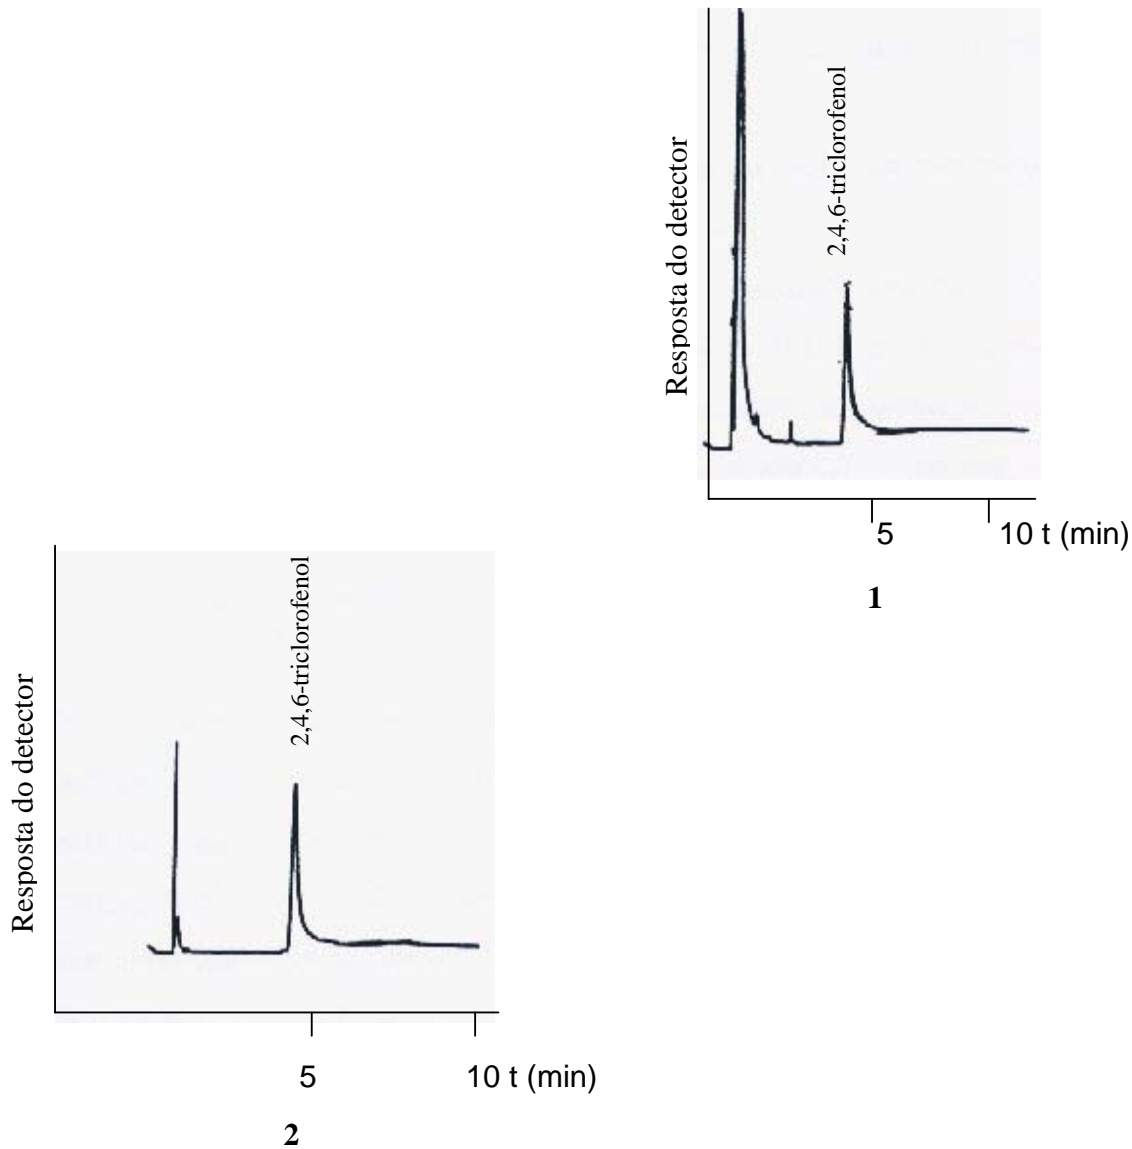 Resposta do detector
2,4,6-triclorofenol
5
10 t (min)
1
Resposta do detector
2,4,6-triclorofenol
5
10 t (min)
2